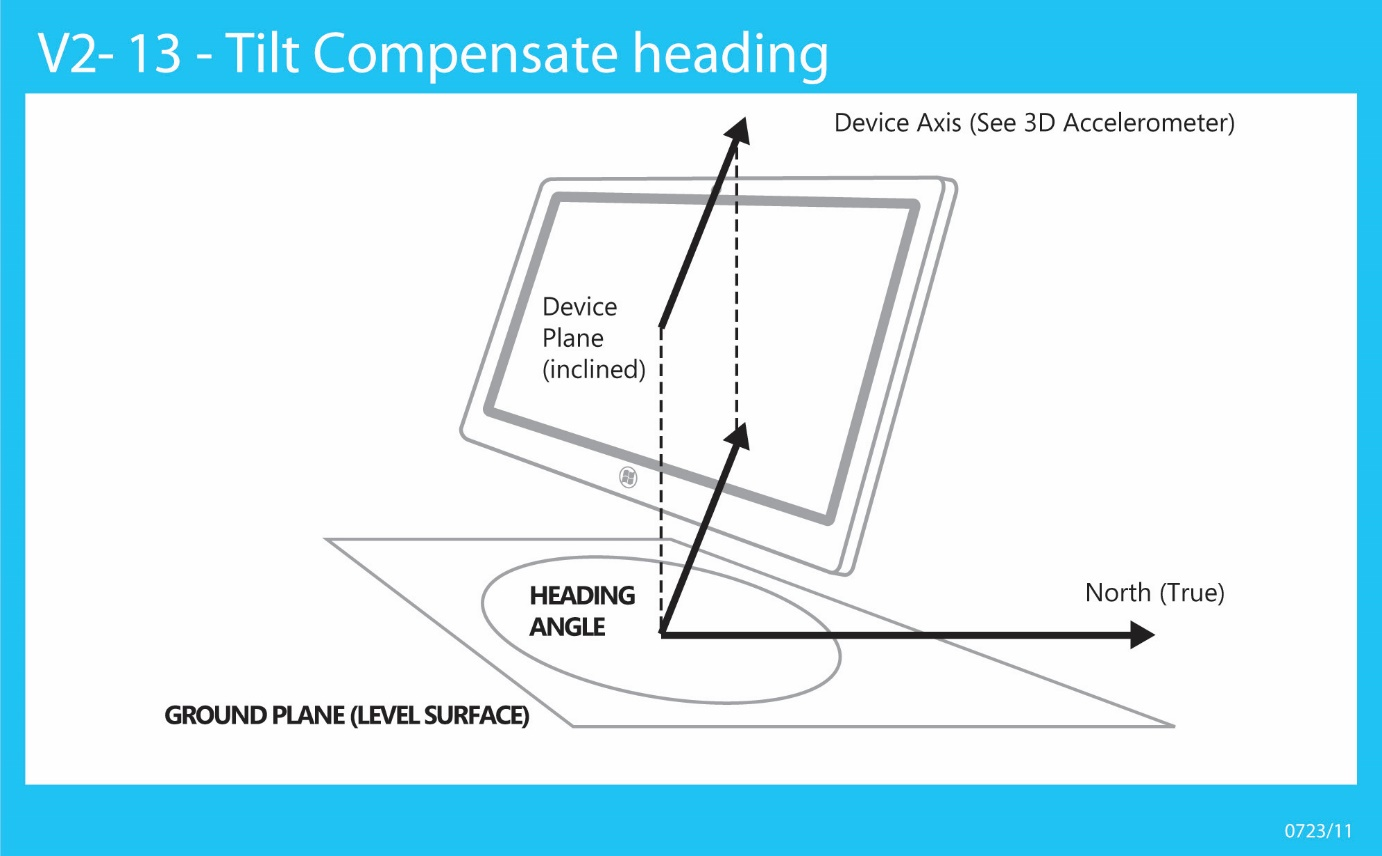 V2- 13 - Tilt Compensate heading
Device Axis (See 3D Accelerometer)
Device
Plane
(inclined)
HEADING
ANGLE
North (True)
GROUND PLANE (LEVEL SURFACE)
0723/11